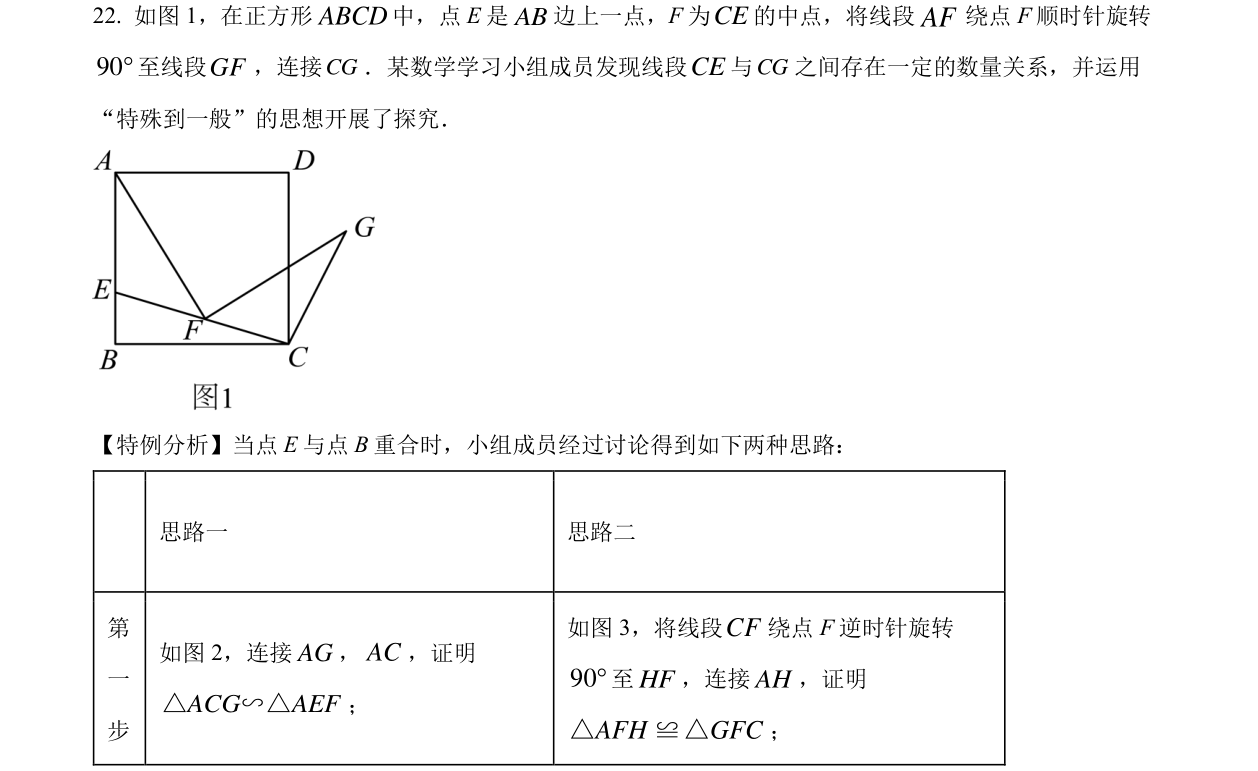 22. 如图 1，在正方形 ABCD 中，点 E 是 AB 边上一点，F 为 CE 的中点，将线段 AF 绕点 F 顺时针旋转
90° 至线段 GF ，连接 CG ．某数学学习小组成员发现线段 CE 与 CG 之间存在一定的数量关系，并运用
“特殊到一般”的思想开展了探究．
A
D
G
E
F
B
C
图1
【特例分析】当点 E 与点 B 重合时，小组成员经过讨论得到如下两种思路：
思路一
思路二
第
一
步
如图 2，连接 AG ， AC ，证明
△ACG∽△AEF ；
如图 3，将线段 CF 绕点 F 逆时针旋转
90° 至 HF ，连接 AH ，证明
△AFH ≌ △GFC ；